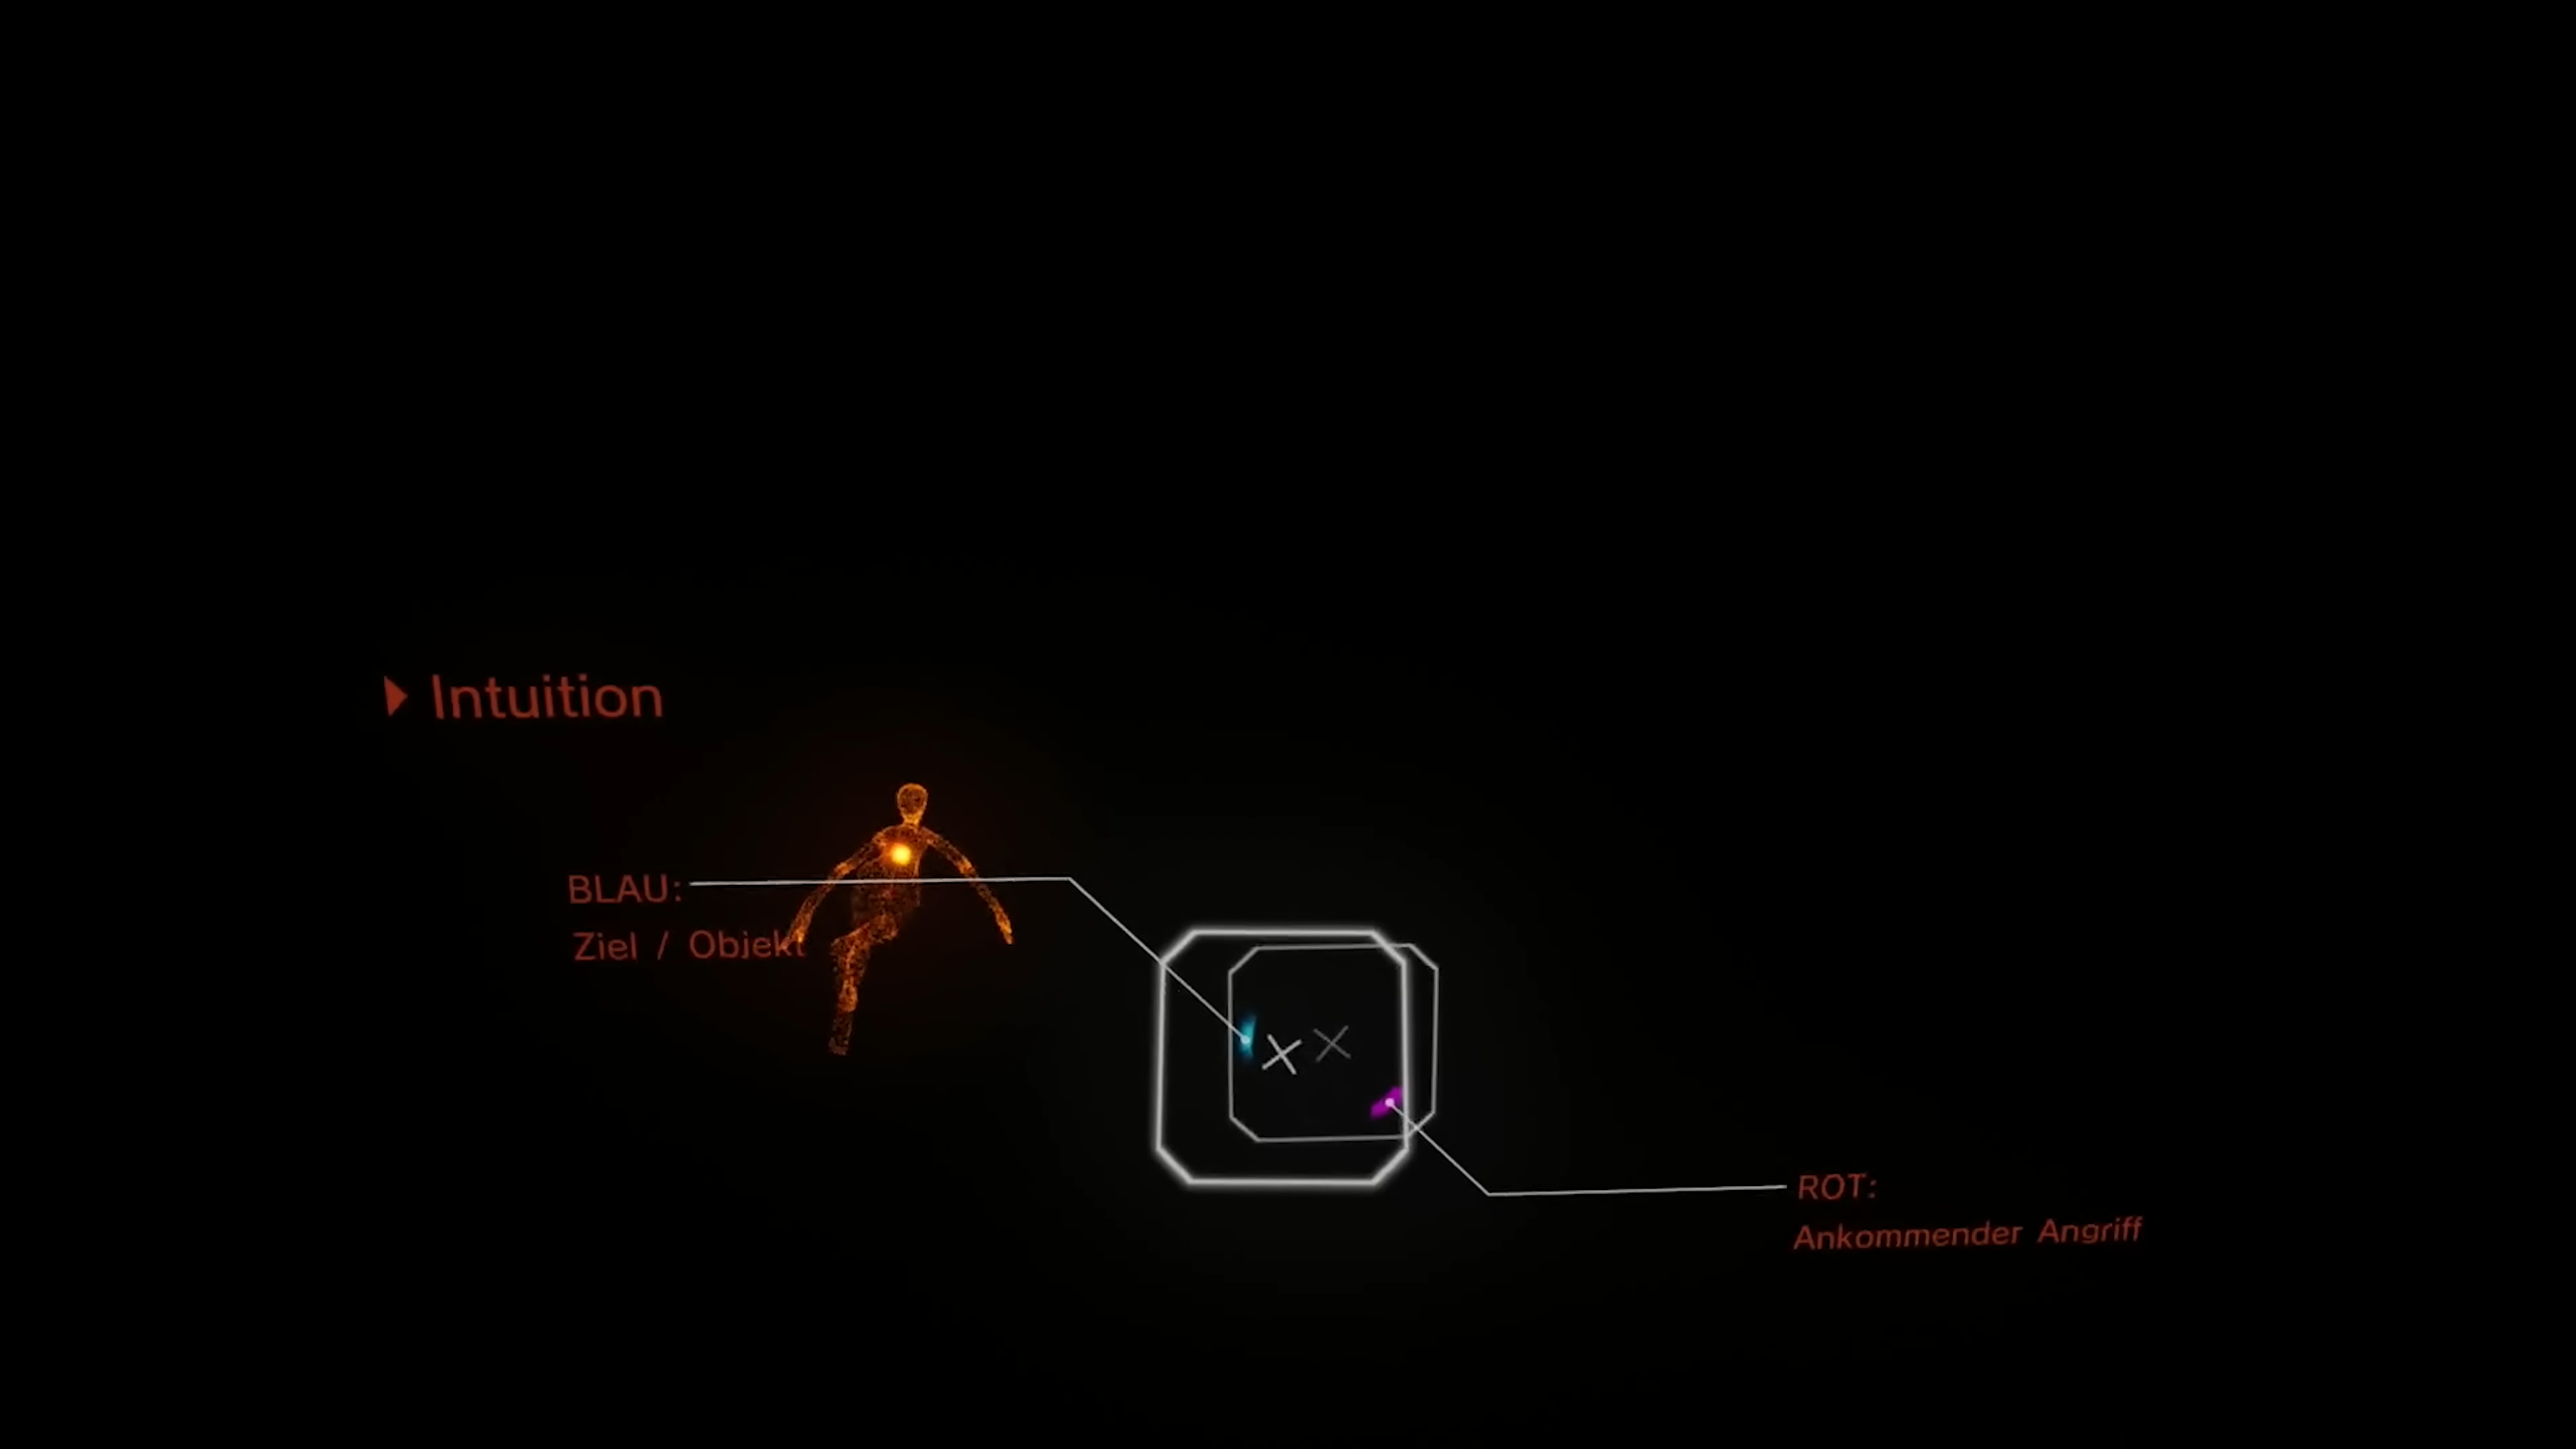 Intuition
BLAU:
Ziel / Objekt
ROT:
Ankommender Angriff